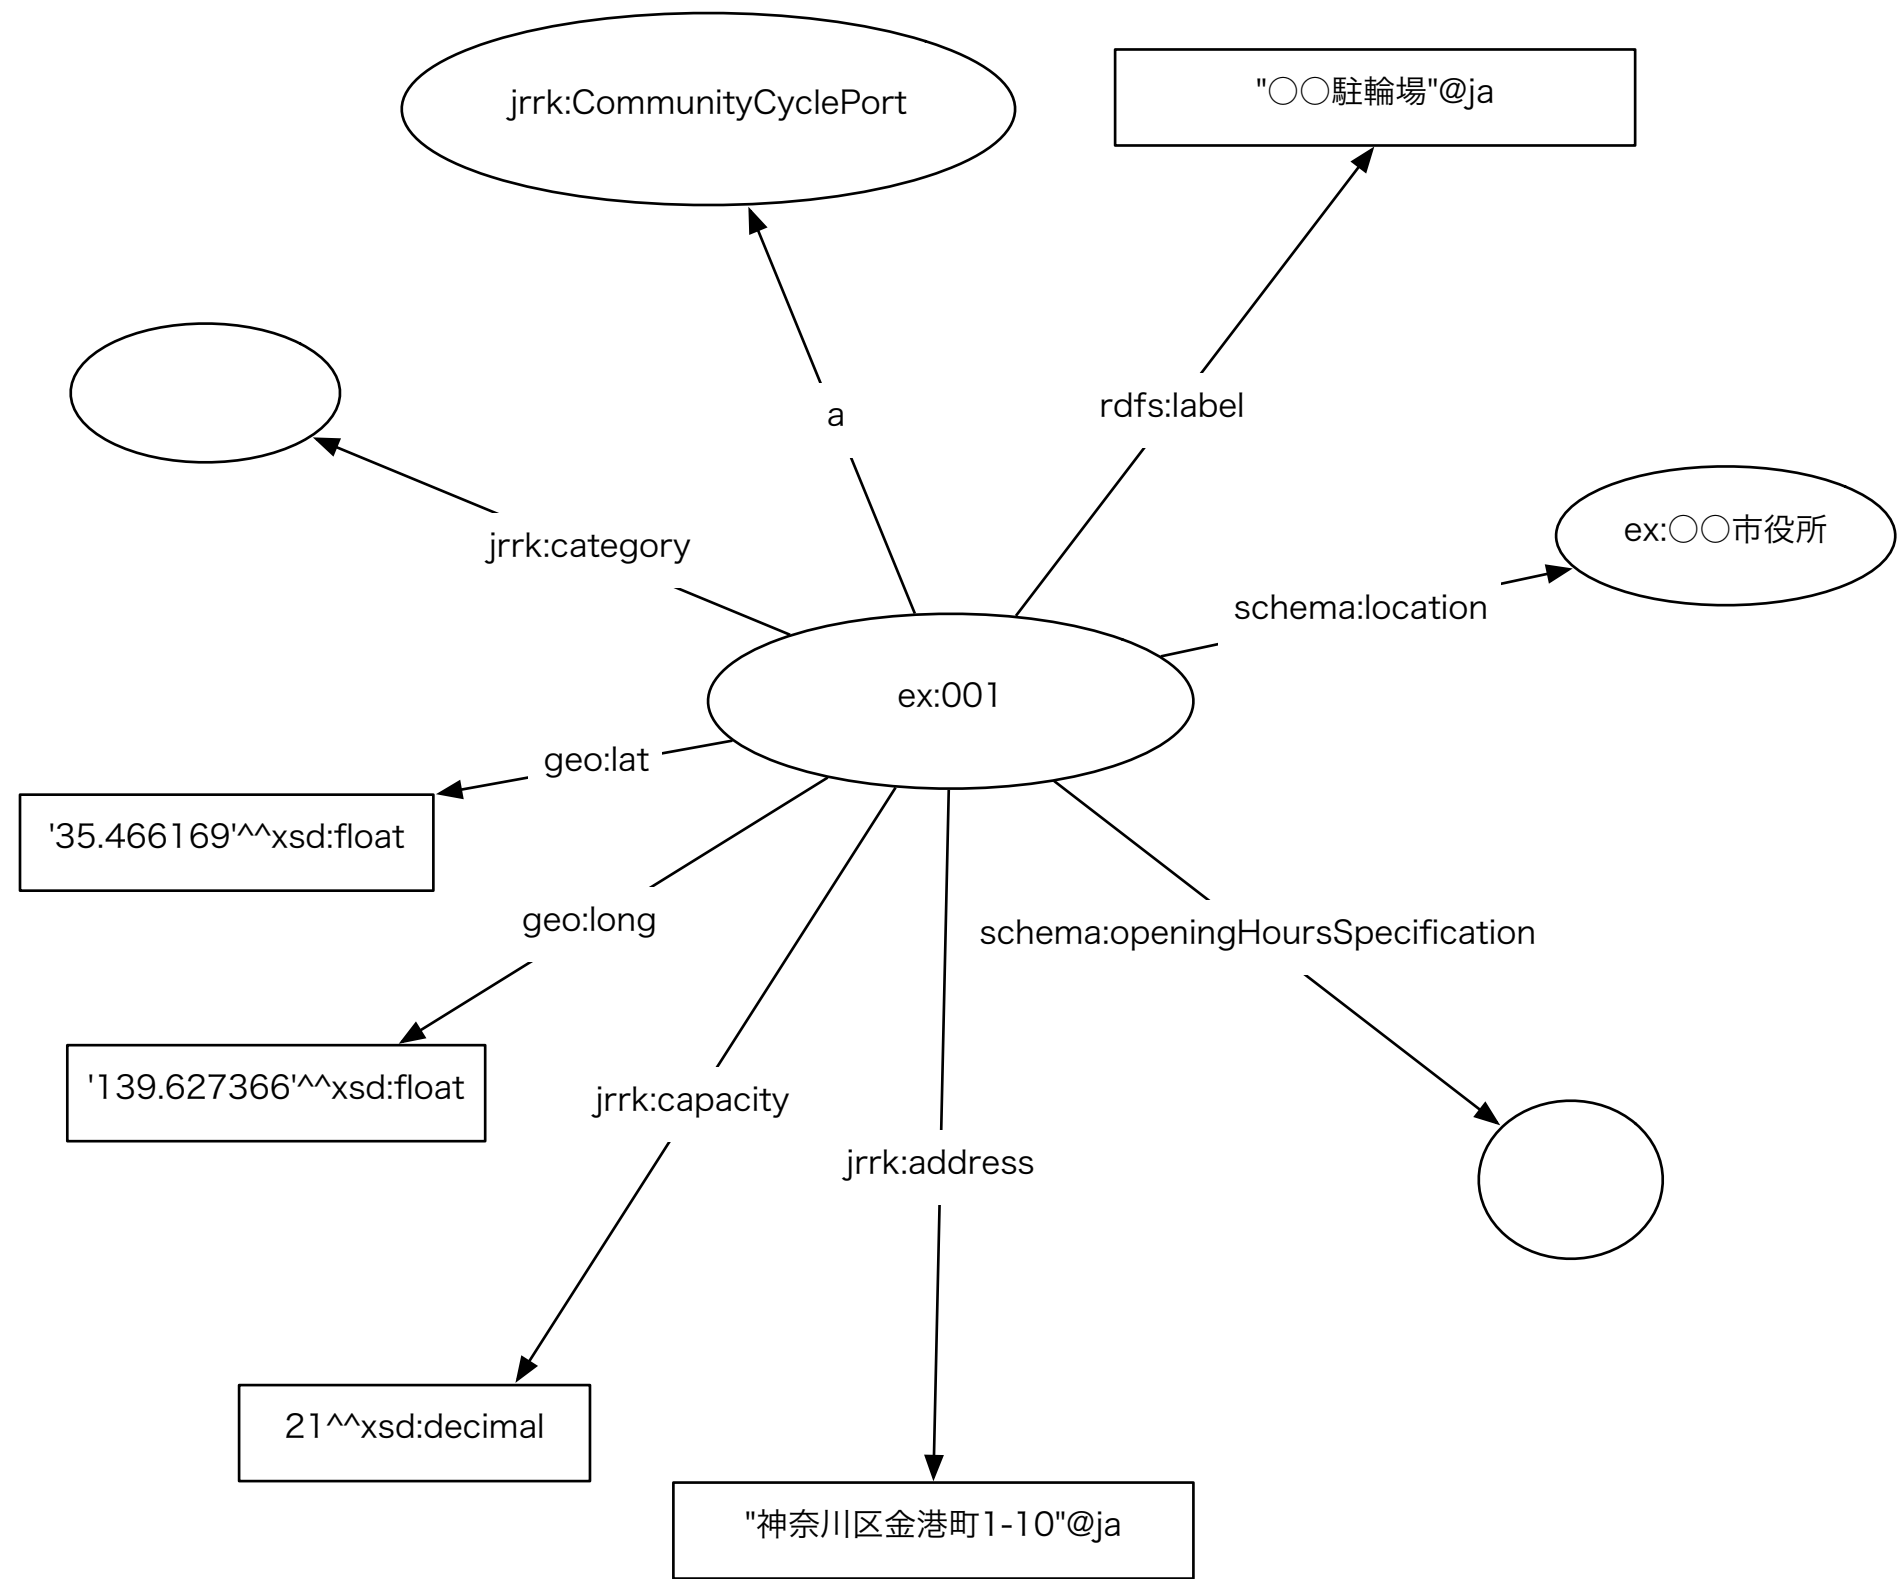 jrrk:CommunityCyclePort
"○○駐輪場"@ja
a
rdfs:label
ex:○○市役所
jrrk:category
schema:location
ex:001
geo:lat
'35.466169'^^xsd:float
geo:long
schema:openingHoursSpecification
'139.627366'^^xsd:float
jrrk:capacity
jrrk:address
21^^xsd:decimal
"神奈川区金港町1-10"@ja